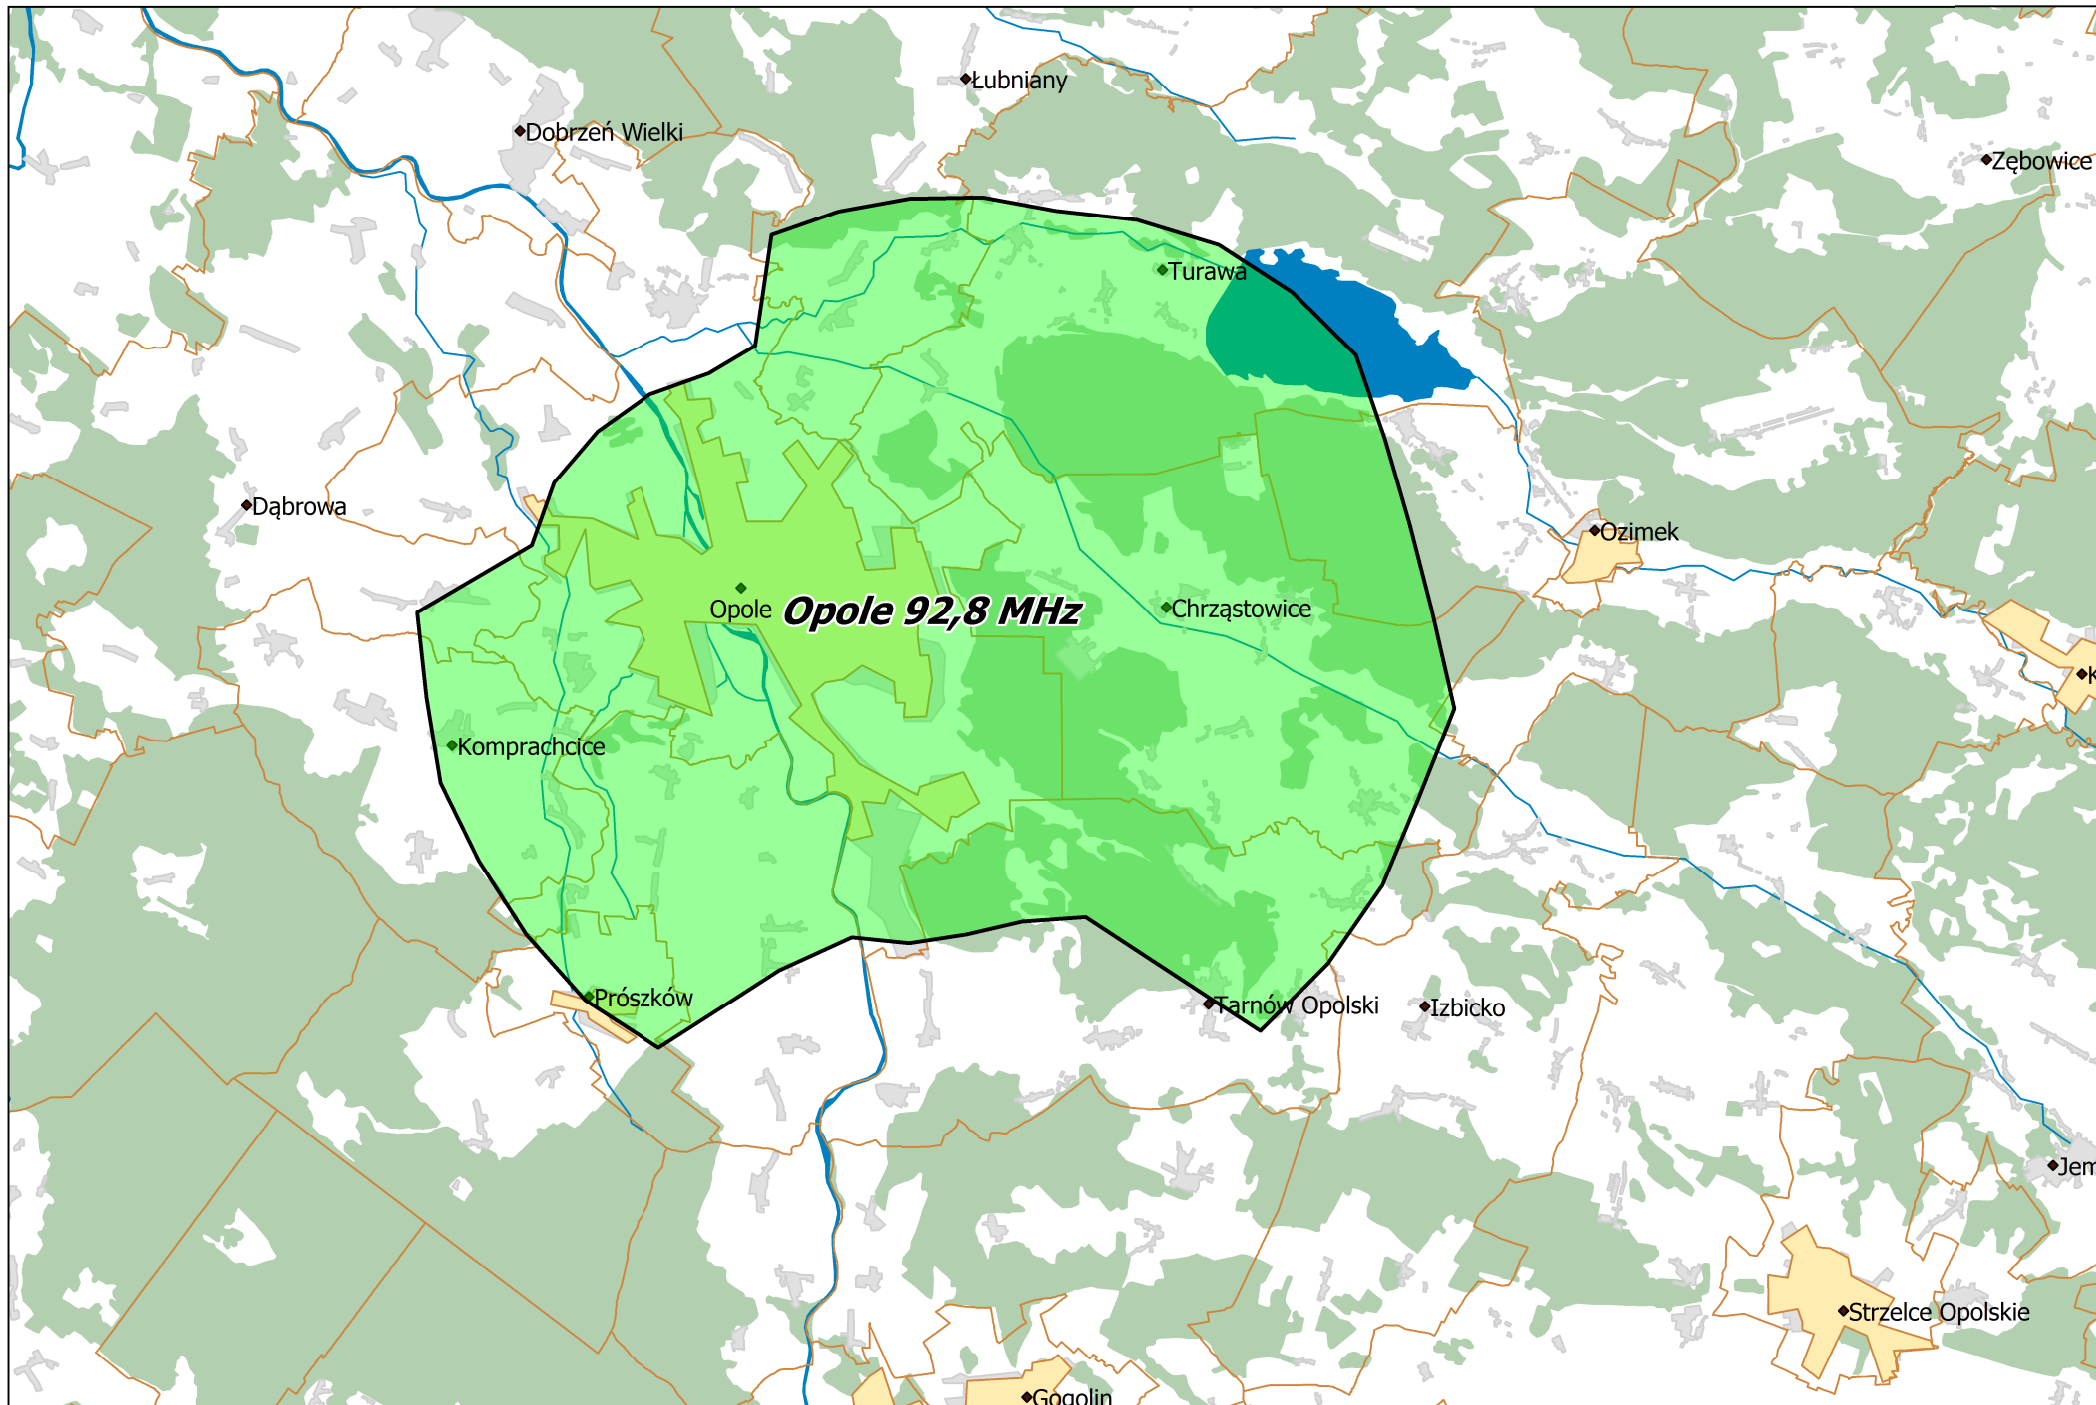 Łubniany
Dobrzeń Wielki
Zębowice
Turawa
Dąbrowa
Ozimek
Opole
Opole 92,8 MHz
Chrząstowice
K
Komprachcice
Prószków
Tarnów Opolski
Izbicko
Jem
Strzelce Opolskie
Gogolin